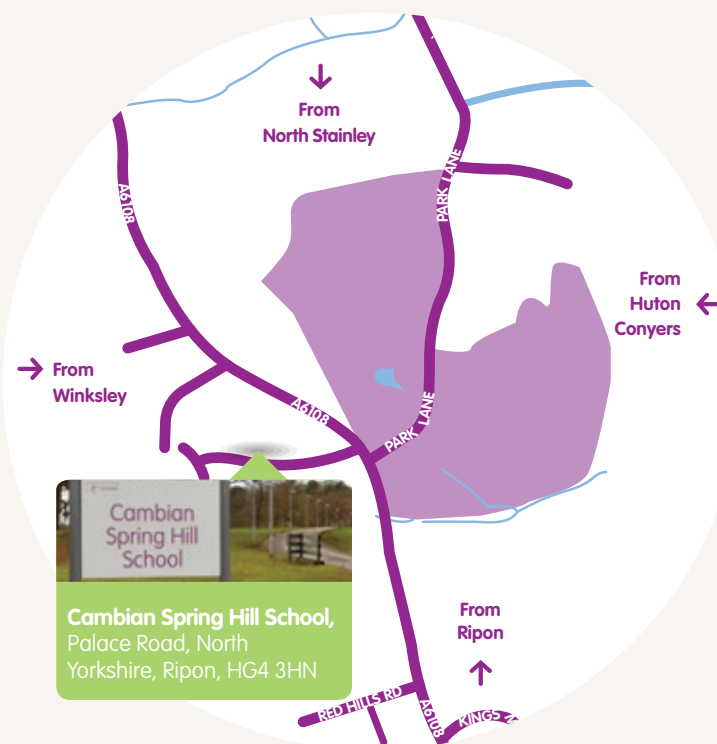 From
North Stainley
A6108
PARK LANE
From
Huton
Conyers
From
Winksley
A6108
PARK LANE
Cambian
Spring Hill
School
Cambian Spring Hill School,
Palace Road, North
Yorkshire, Ripon, HG4 3HN
From
Ripon
RED HILLS RD
A6108
KINGS